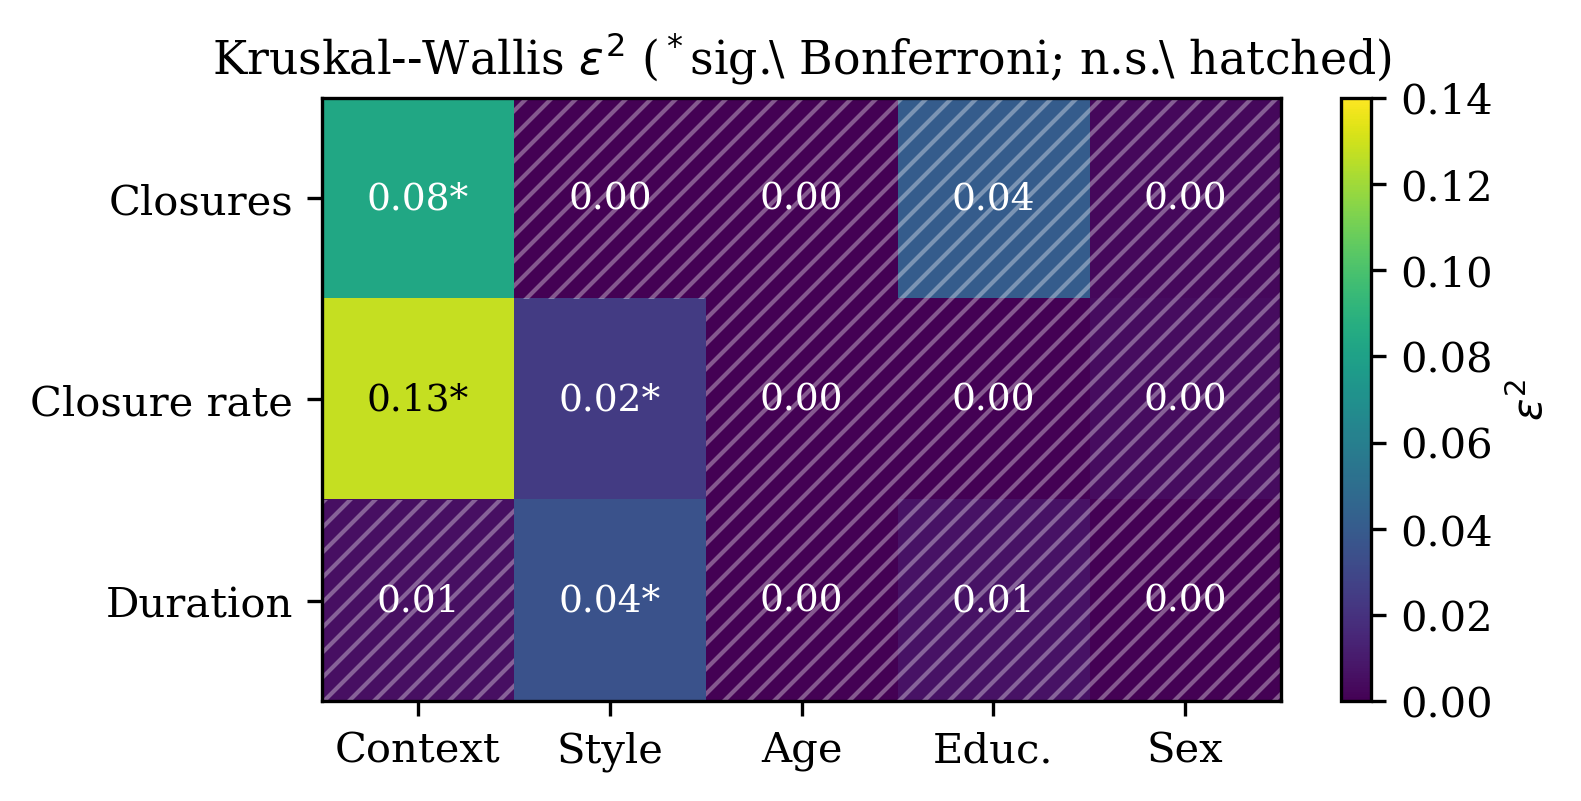 Kruskal--Wallis ε² (*sig.\ Bonferroni; n.s.\ hatched)
Closures 0.08* 0.00 0.00 0.04 0.00
Closure rate 0.13* 0.02* 0.00 0.00 0.00
Duration 0.01 0.04* 0.00 0.01 0.00
Context Style Age Educ. Sex
0.14
0.12
0.10
0.08
0.06
0.04
0.02
0.00
ε²